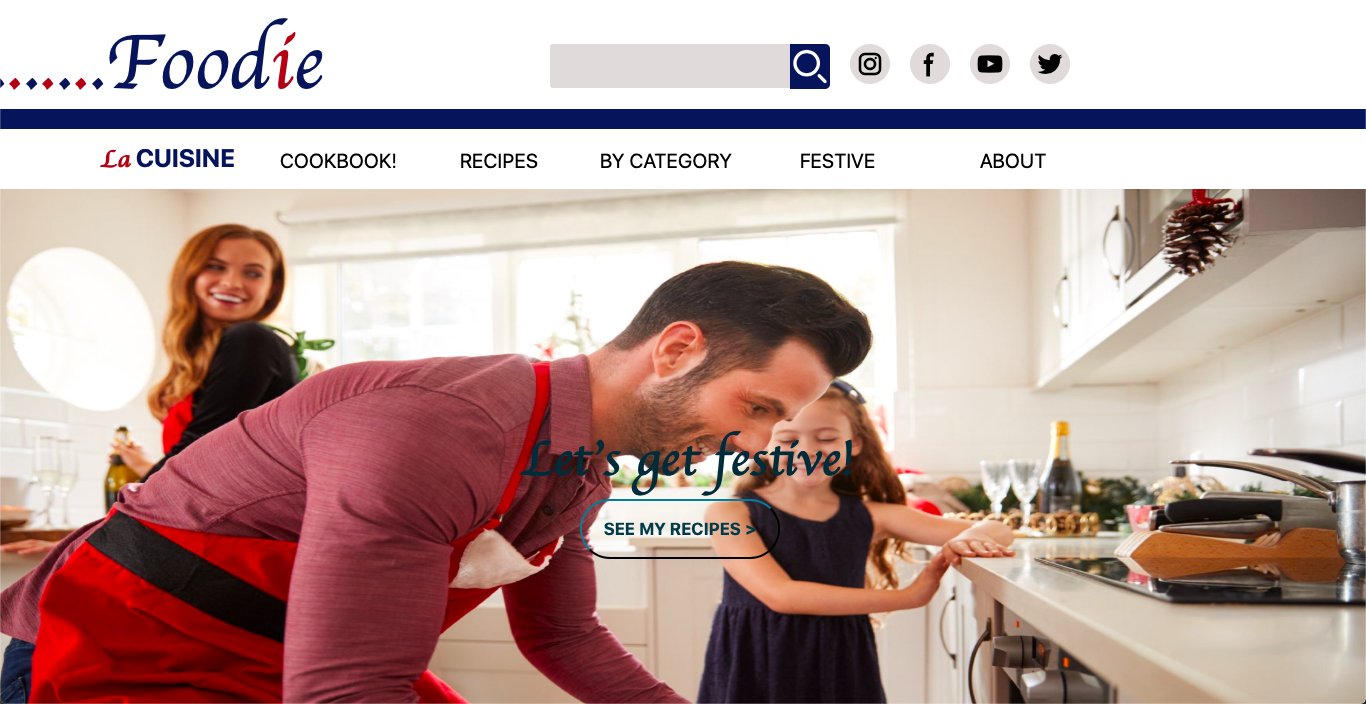 Foodie
La CUISINE COOKBOOK! RECIPES BY CATEGORY FESTIVE ABOUT
Let's get festive!
SEE MY RECIPES >